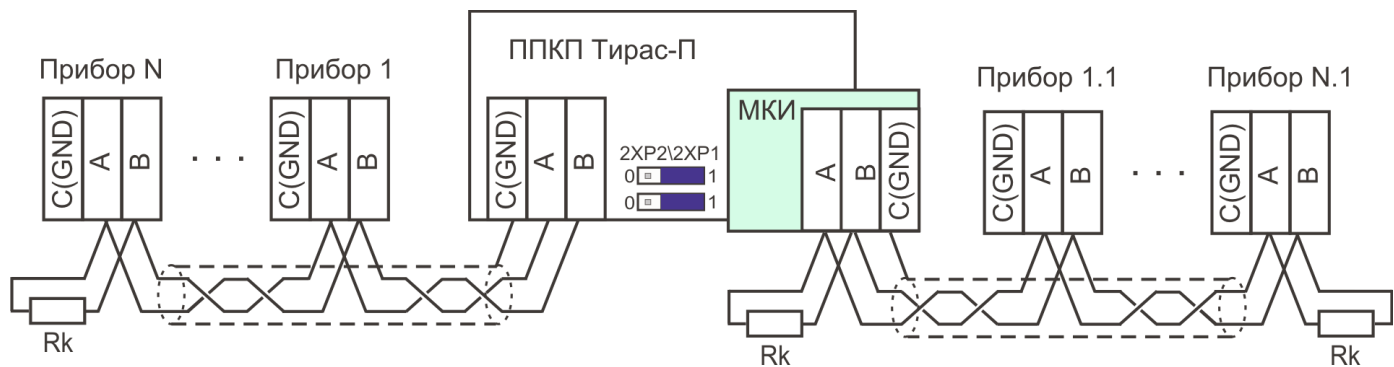 ППКП Тирас-П
Прибор N
Прибор 1
Прибор 1.1
Прибор N.1
МКИ
C(GND)
A
B
. . .
C(GND)
A
B
C(GND)
A
B
2XP2\2XP1
0
1
0
1
A
B
C(GND)
C(GND)
A
B
. . .
C(GND)
A
B
Rk
Rk
Rk